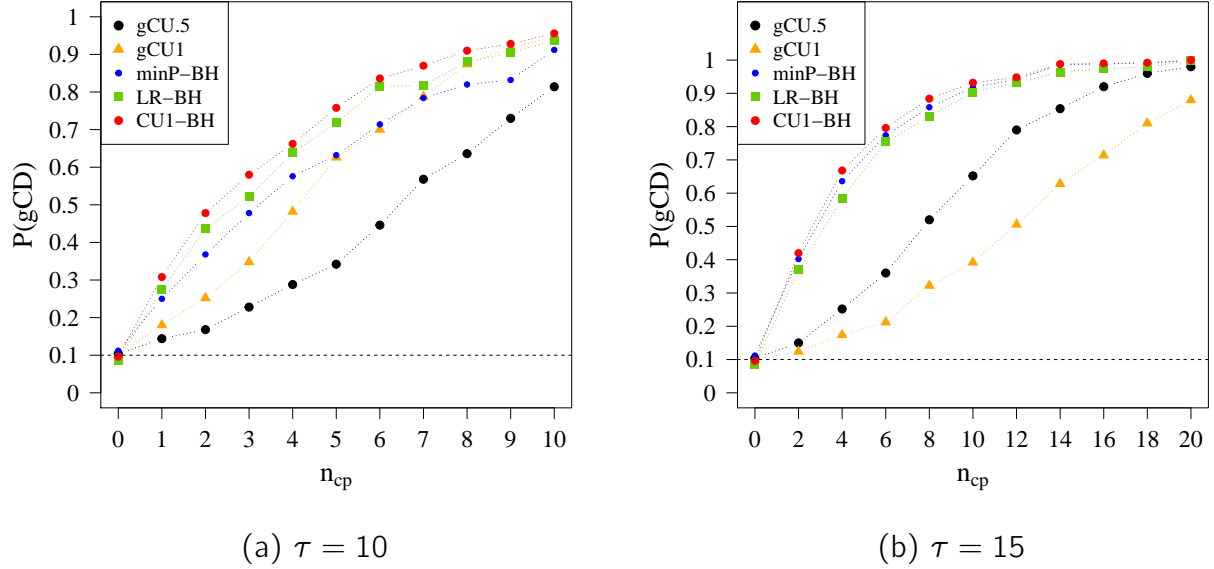 gCU.5
gCU1
minP−BH
LR−BH
CU1−BH
P(gCD)
1
0.9
0.8
0.7
0.6
0.5
0.4
0.3
0.2
0.1
0
0 1 2 3 4 5 6 7 8 9 10
n_cp
(a) τ = 10
gCU.5
gCU1
minP−BH
LR−BH
CU1−BH
P(gCD)
1
0.9
0.8
0.7
0.6
0.5
0.4
0.3
0.2
0.1
0
0 2 4 6 8 10 12 14 16 18 20
n_cp
(b) τ = 15